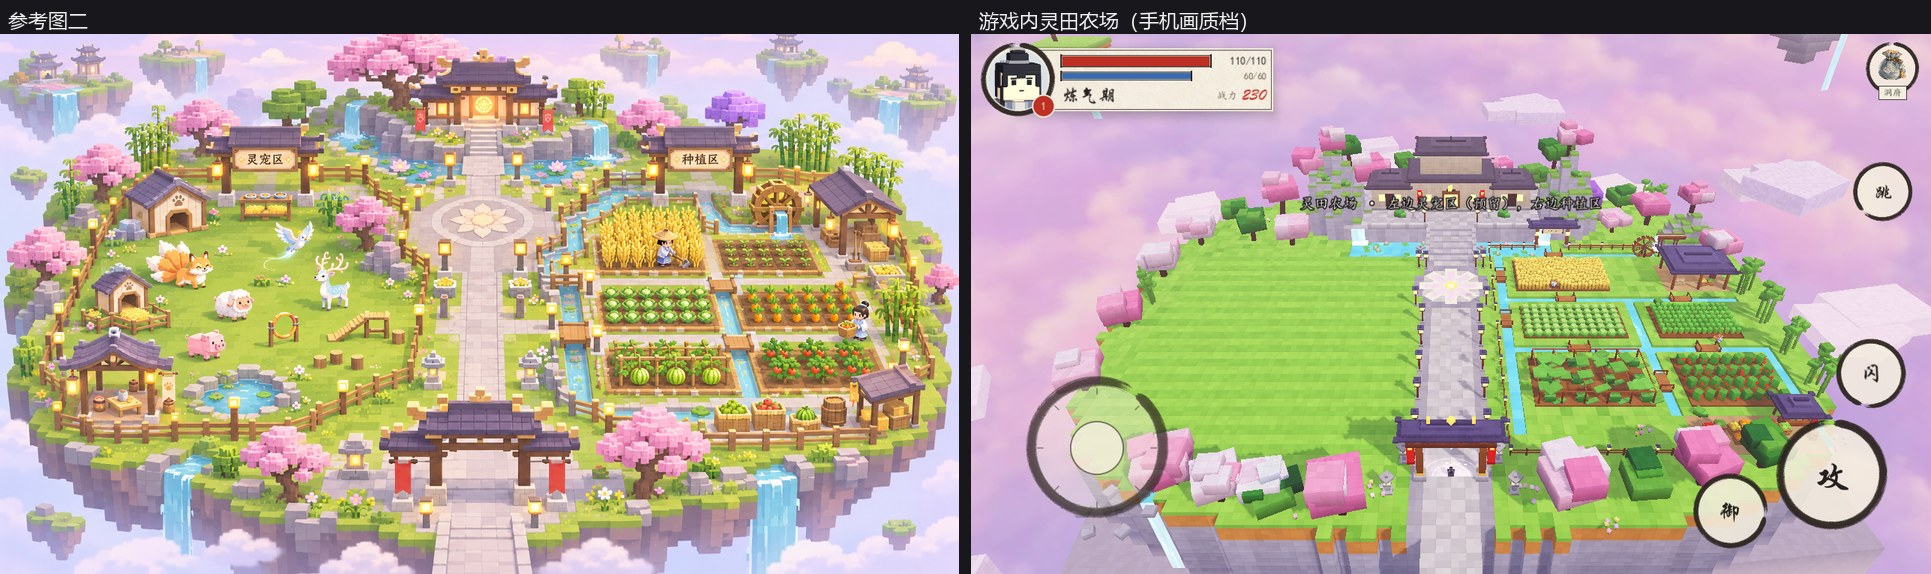 参考图二
灵宠区
种植区
游戏内灵田农场（手机画质档）
110/110
60/60
炼气期
战力 230
1
洞府
灵田农场 · 左边灵宠区（预留），右边种植区
跳
闪
攻
御